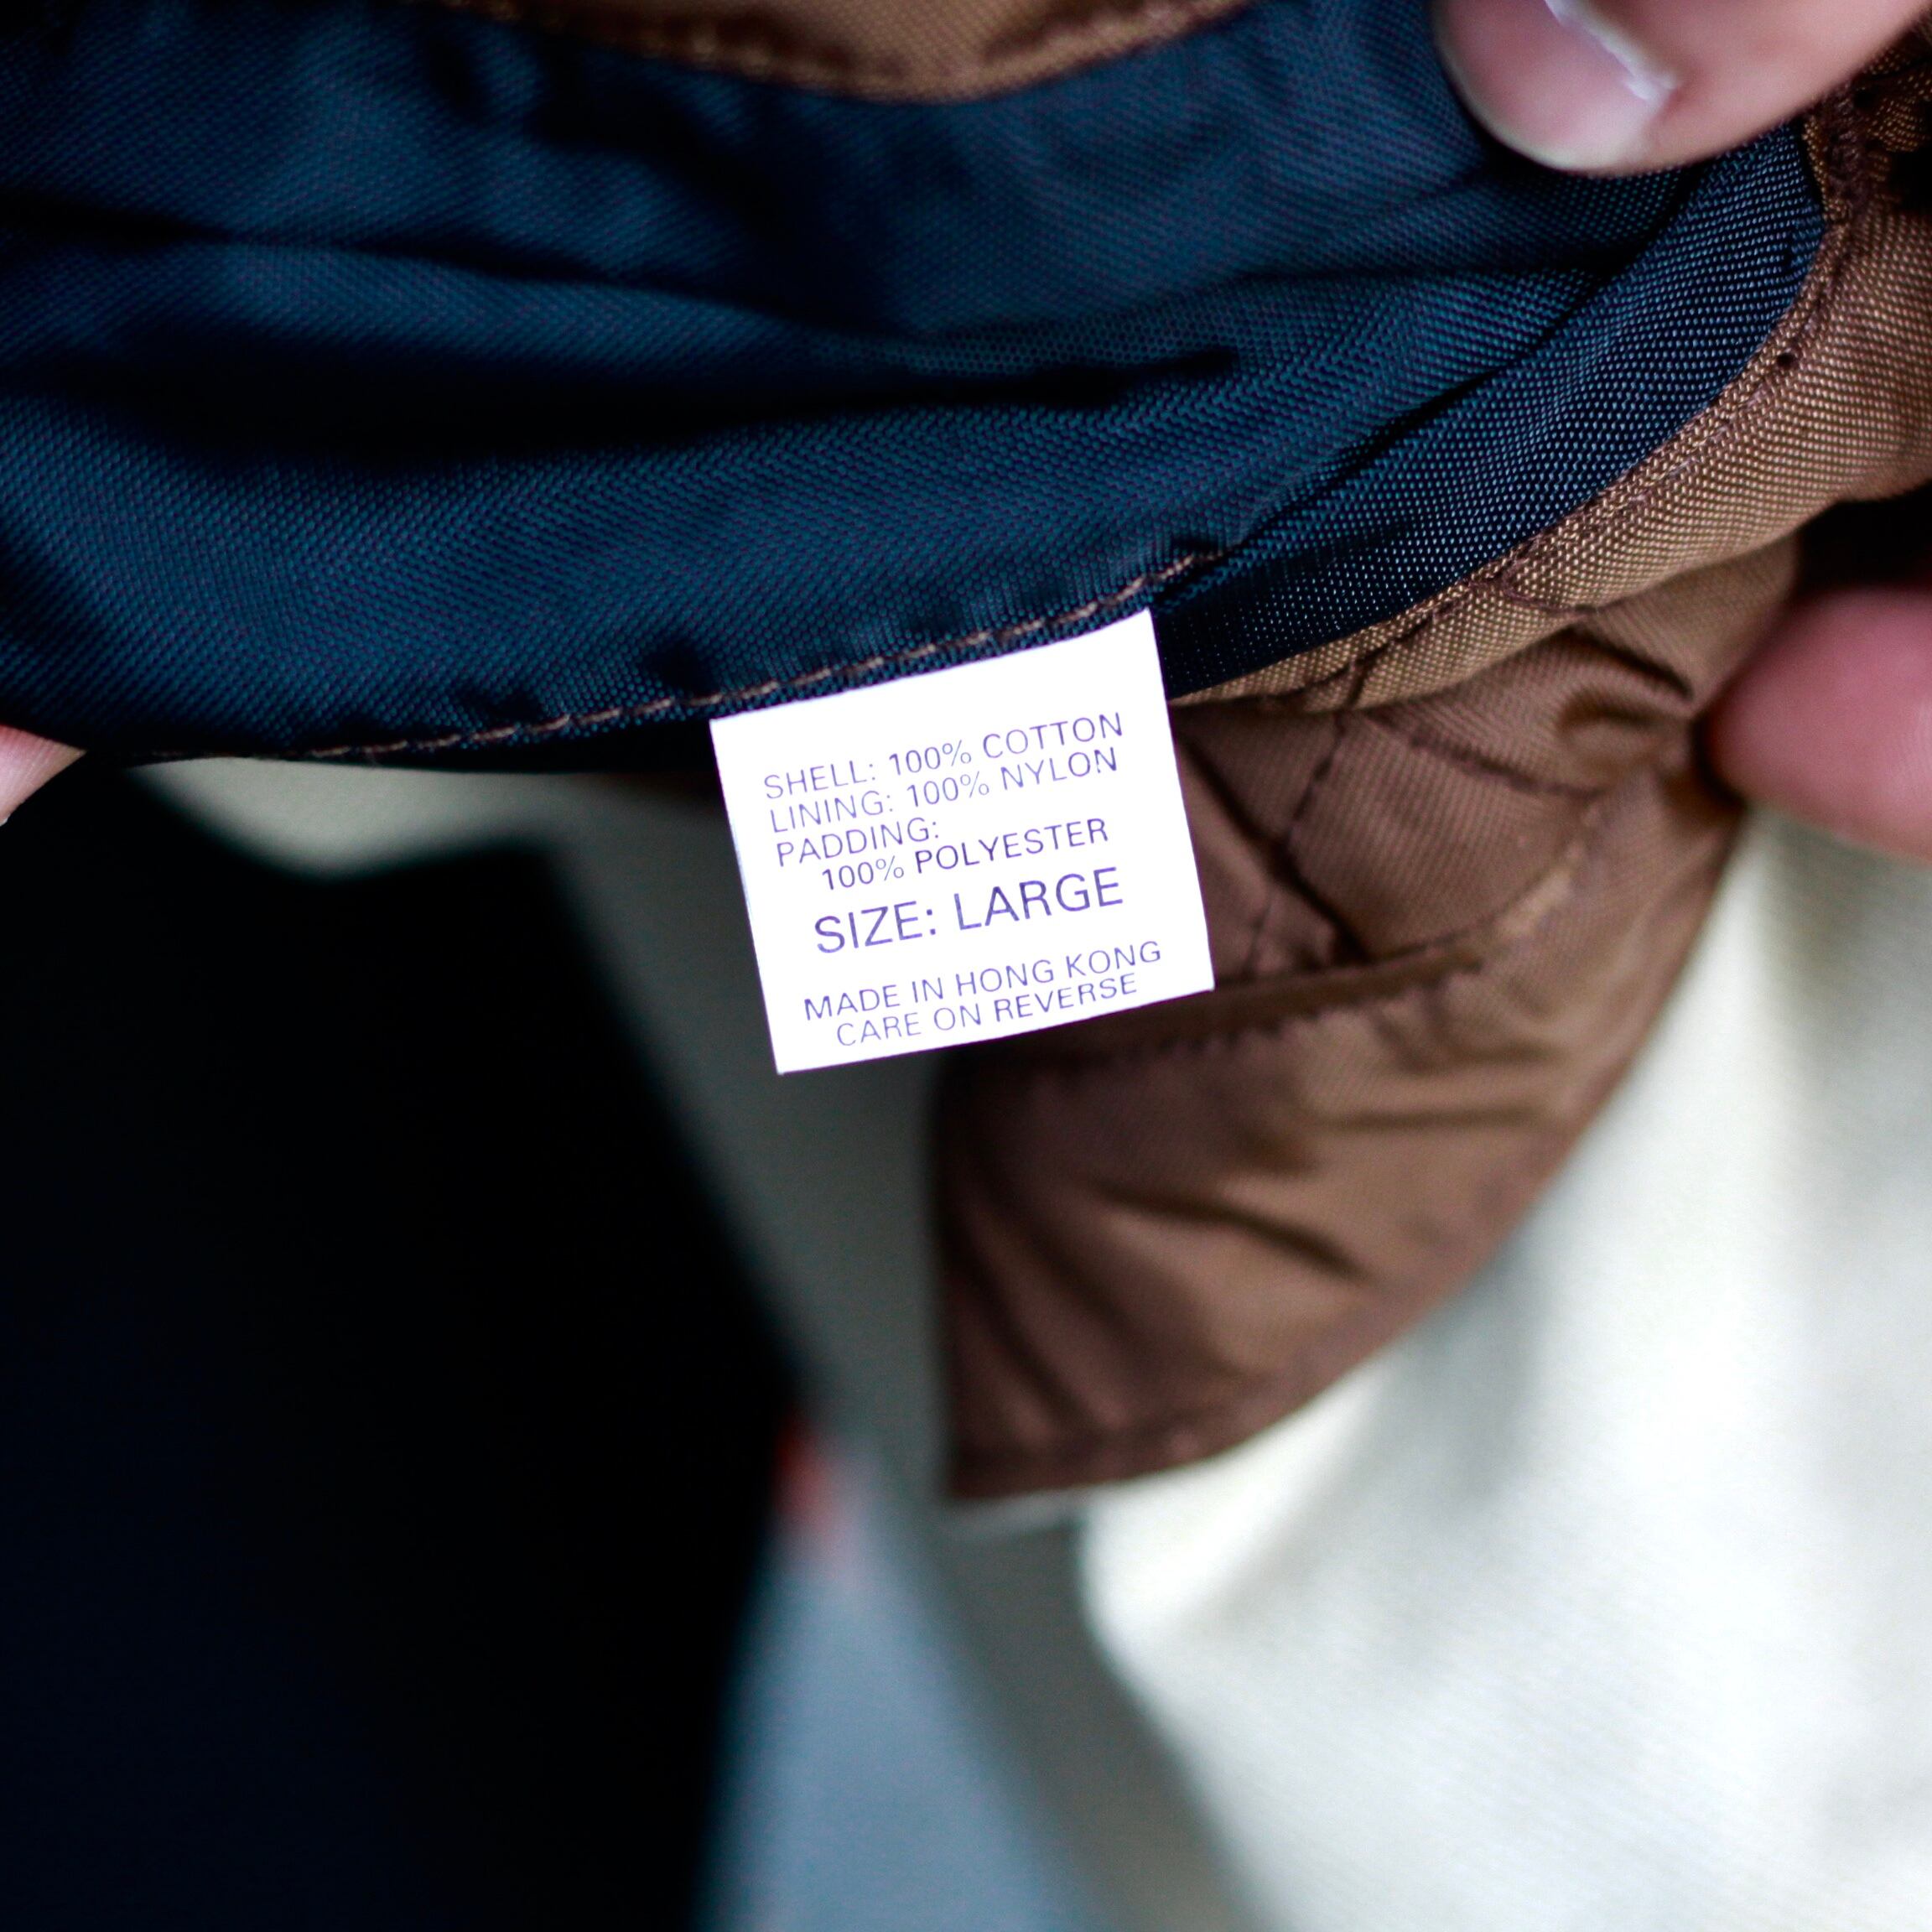 SHELL: 100% COTTON
LINING: 100% NYLON
PADDING:
100% POLYESTER
SIZE: LARGE
MADE IN HONG KONG
CARE ON REVERSE